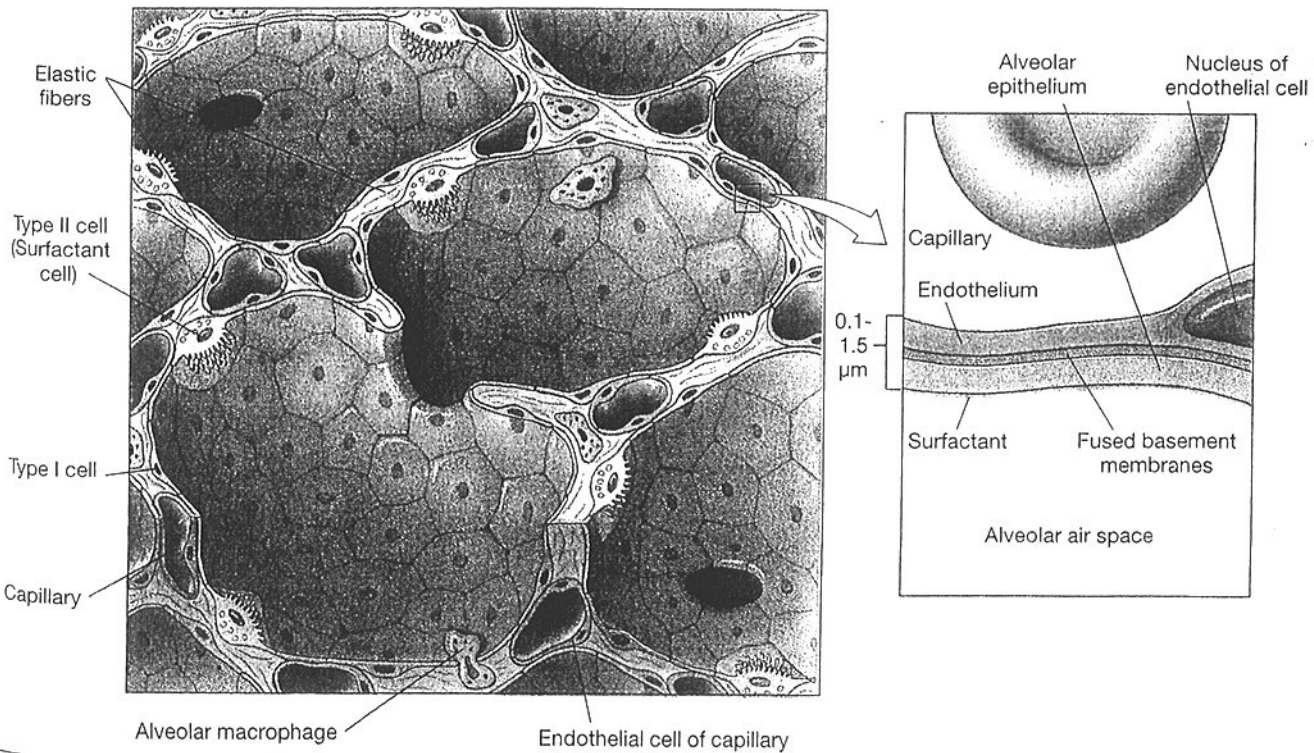 Elastic
fibers
Type II cell
(Surfactant
cell)
Type I cell
Capillary
Alveolar macrophage
Endothelial cell of capillary
Alveolar
epithelium
Nucleus of
endothelial cell
Capillary
Endothelium
0.1-
1.5
μm
Surfactant
Fused basement
membranes
Alveolar air space